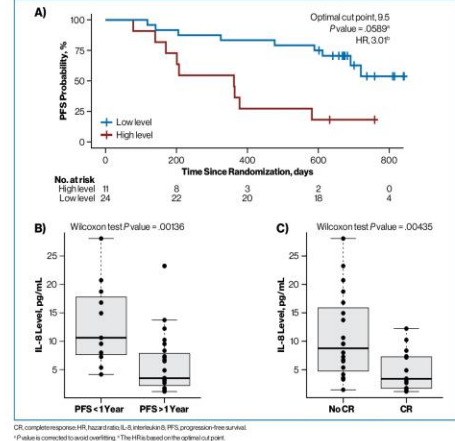 A)
Optimal cut point, 9.5
P value = .0589ᵃ
HR, 3.01ᵇ
PFS Probability, %
100
75
50
25
0
Low level
High level
0 200 400 600 800
Time Since Randomization, days
No. at risk
High level 11 8 3 2 0
Low level 24 22 20 18 4
B)
Wilcoxon test P value = .00136
IL-8 Level, pg/mL
25
20
15
10
5
PFS < 1 Year PFS > 1 Year
C)
Wilcoxon test P value = .00435
IL-8 Level, pg/mL
25
20
15
10
5
No CR CR
CR, complete response; HR, hazard ratio; IL-8, interleukin 8; PFS, progression-free survival.
ᵃ P value is corrected to avoid overfitting. ᵇ The HR is based on the optimal cut point.